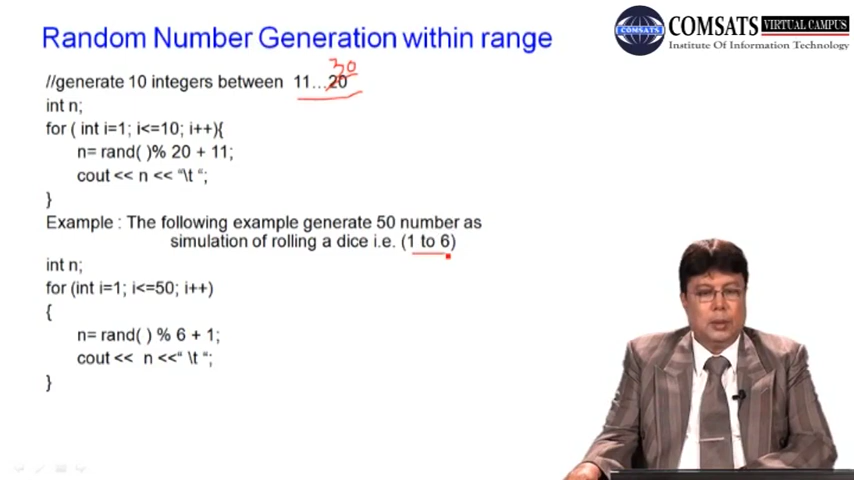 Random Number Generation within range
COMSATS
COMSATS VIRTUAL CAMPUS
Institute Of Information Technology
30
//generate 10 integers between 11...20
int n;
for ( int i=1; i<=10; i++){
n= rand( )% 20 + 11;
cout << n << “\t “;
}
Example : The following example generate 50 number as
simulation of rolling a dice i.e. (1 to 6)
int n;
for (int i=1; i<=50; i++)
{
n= rand( ) % 6 + 1;
cout << n <<“ \t “;
}